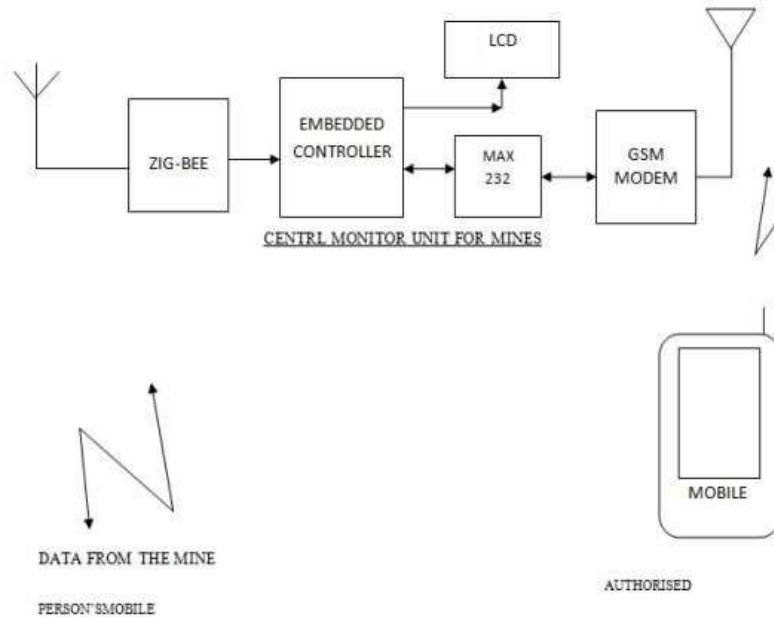 LCD
EMBEDDED
CONTROLLER
ZIG-BEE
MAX
232
GSM
MODEM
CENTRL MONITOR UNIT FOR MINES
MOBILE
DATA FROM THE MINE
AUTHORISED
PERSON"SMOBILE